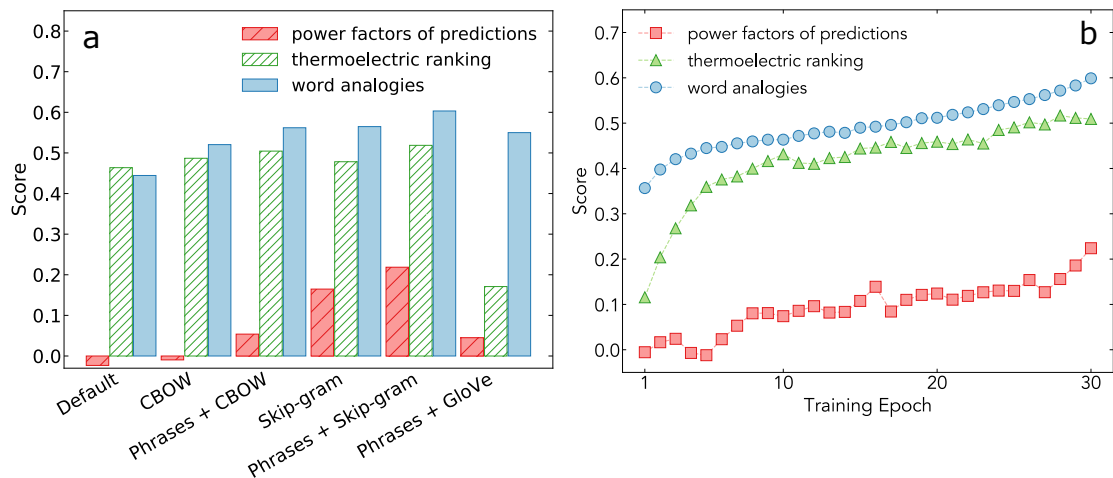 a
power factors of predictions
thermoelectric ranking
word analogies
Score
0.8
0.7
0.6
0.5
0.4
0.3
0.2
0.1
0.0
Default
CBOW
Phrases + CBOW
Skip-gram
Phrases + Skip-gram
Phrases + GloVe
b
power factors of predictions
thermoelectric ranking
word analogies
Score
0.7
0.6
0.5
0.4
0.3
0.2
0.1
0.0
1
10
20
30
Training Epoch